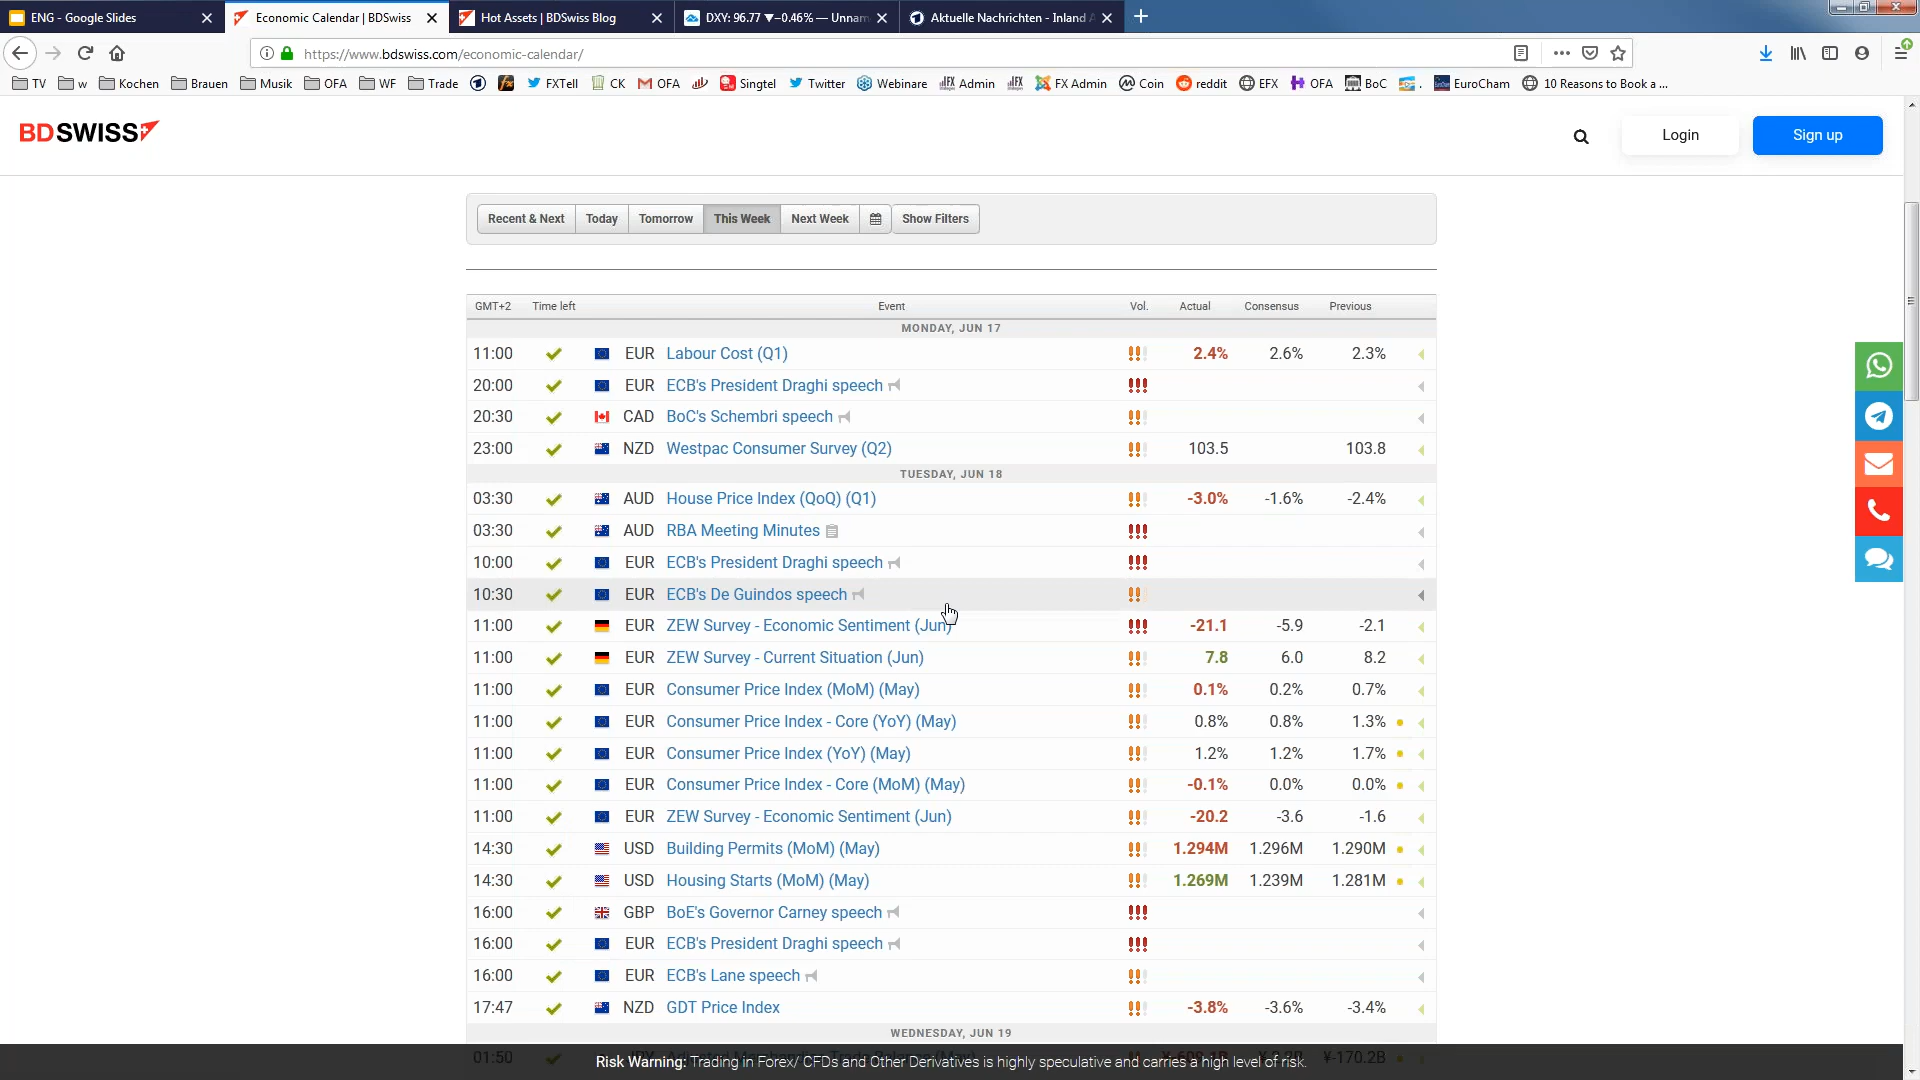 ENG - Google Slides
Economic Calendar | BDSwiss
Hot Assets | BDSwiss Blog
DXY: 96.77 ▼−0.46% — Unnam
Aktuelle Nachrichten - Inland A
https://www.bdswiss.com/economic-calendar/
TV w Kochen Brauen Musik OFA WF Trade FXTell CK OFA Singtel Twitter Webinare Admin FX Admin Coin reddit EFX OFA BoC . EuroCham 10 Reasons to Book a ...
BDSWISS
Login
Sign up
Recent & Next Today Tomorrow This Week Next Week Show Filters
GMT+2 Time left Event Vol. Actual Consensus Previous
MONDAY, JUN 17
11:00 EUR Labour Cost (Q1) 2.4% 2.6% 2.3%
20:00 EUR ECB's President Draghi speech
20:30 CAD BoC's Schembri speech
23:00 NZD Westpac Consumer Survey (Q2) 103.5 103.8
TUESDAY, JUN 18
03:30 AUD House Price Index (QoQ) (Q1) -3.0% -1.6% -2.4%
03:30 AUD RBA Meeting Minutes
10:00 EUR ECB's President Draghi speech
10:30 EUR ECB's De Guindos speech
11:00 EUR ZEW Survey - Economic Sentiment (Jun) -21.1 -5.9 -2.1
11:00 EUR ZEW Survey - Current Situation (Jun) 7.8 6.0 8.2
11:00 EUR Consumer Price Index (MoM) (May) 0.1% 0.2% 0.7%
11:00 EUR Consumer Price Index - Core (YoY) (May) 0.8% 0.8% 1.3%
11:00 EUR Consumer Price Index (YoY) (May) 1.2% 1.2% 1.7%
11:00 EUR Consumer Price Index - Core (MoM) (May) -0.1% 0.0% 0.0%
11:00 EUR ZEW Survey - Economic Sentiment (Jun) -20.2 -3.6 -1.6
14:30 USD Building Permits (MoM) (May) 1.294M 1.296M 1.290M
14:30 USD Housing Starts (MoM) (May) 1.269M 1.239M 1.281M
16:00 GBP BoE's Governor Carney speech
16:00 EUR ECB's President Draghi speech
16:00 EUR ECB's Lane speech
17:47 NZD GDT Price Index -3.8% -3.6% -3.4%
WEDNESDAY, JUN 19
01:50 ¥-170.2B
Risk Warning: Trading in Forex/ CFDs and Other Derivatives is highly speculative and carries a high level of risk.